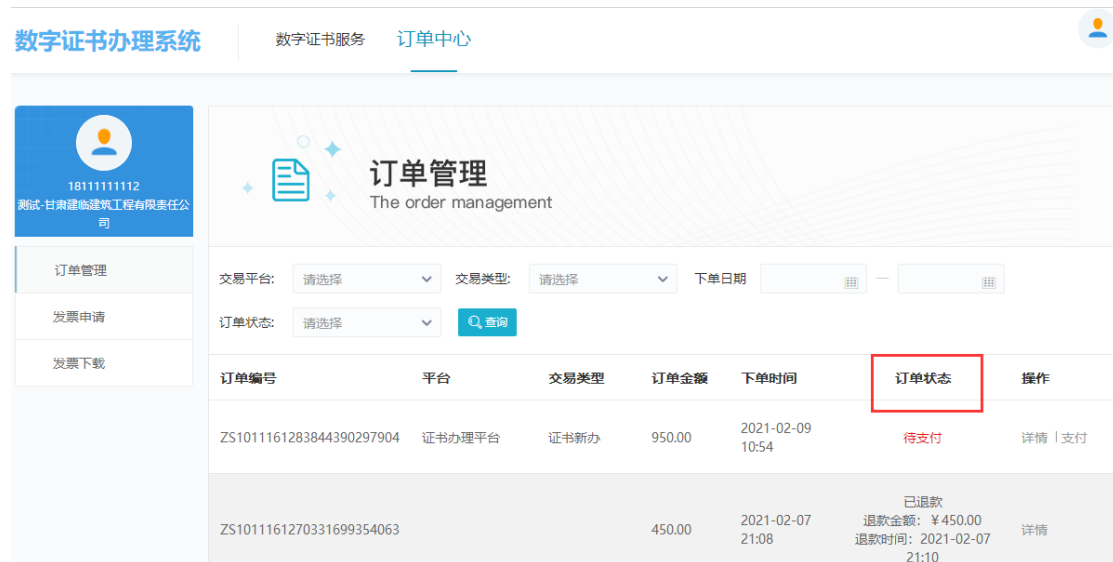 数字证书办理系统
数字证书服务
订单中心
18111111112
测试-甘肃建临建筑工程有限责任公
司
订单管理
The order management
订单管理
发票申请
发票下载
交易平台: 请选择 交易类型: 请选择 下单日期 —
订单状态: 请选择 查询
订单编号 平台 交易类型 订单金额 下单时间 订单状态 操作
ZS1011161283844390297904 证书办理平台 证书新办 950.00 2021-02-09
10:54 待支付 详情 | 支付
ZS1011161270331699354063 450.00 2021-02-07
21:08 已退款
退款金额：￥450.00
退款时间：2021-02-07
21:10 详情